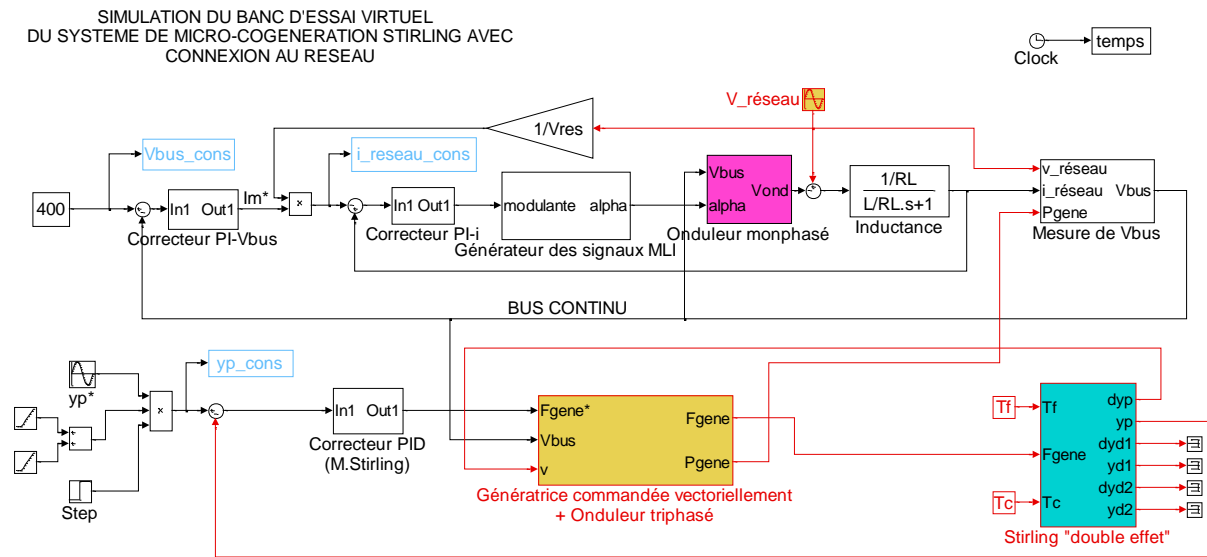 SIMULATION DU BANC D'ESSAI VIRTUEL
DU SYSTEME DE MICRO-COGENERATION STIRLING AVEC
CONNEXION AU RESEAU
temps
Clock
V_réseau
1/Vres
Vbus_cons
i_reseau_cons
400
In1 Out1
Correcteur PI-Vbus
Im*
×
In1 Out1
Correcteur PI-i
modulante alpha
Générateur des signaux MLI
Vbus
Vond
alpha
Onduleur monphasé
1/RL
L/RL.s+1
Inductance
v_réseau
i_réseau Vbus
Pgene
Mesure de Vbus
BUS CONTINU
yp_cons
yp*
×
Step
In1 Out1
Correcteur PID
(M.Stirling)
Fgene*
Vbus
v
Fgene
Pgene
Génératrice commandée vectoriellement
+ Onduleur triphasé
Tf
Tc
Tf
Fgene
Tc
dyp
yp
dyd1
yd1
dyd2
yd2
Stirling "double effet"